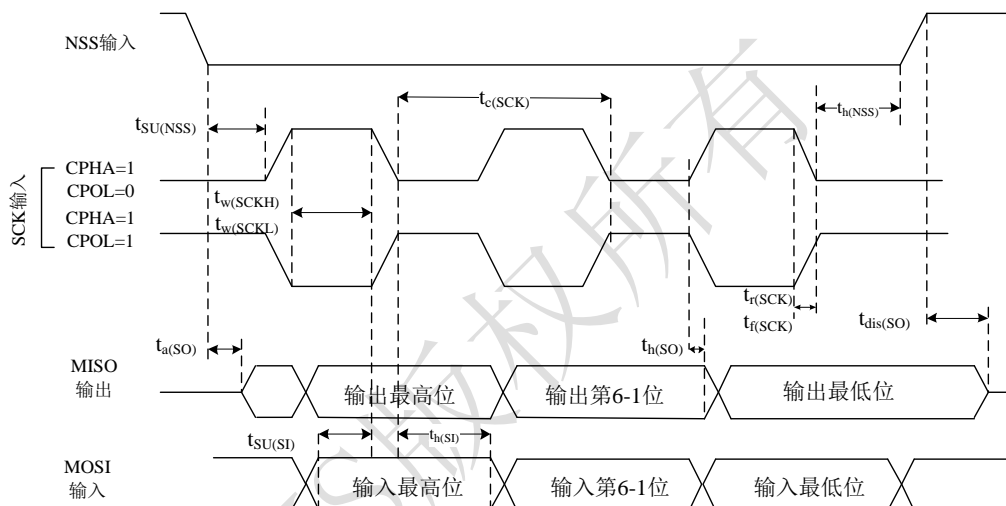 NSS输入
tc(SCK)
th(NSS)
tSU(NSS)
SCK输入
CPHA=1
CPOL=0
CPHA=1
CPOL=1
tw(SCKH)
tw(SCKL)
tr(SCK)
tf(SCK)
ta(SO)
th(SO)
tdis(SO)
MISO
输出
输出最高位
输出第6-1位
输出最低位
tSU(SI)
th(SI)
MOSI
输入
输入最高位
输入第6-1位
输入最低位
版权所有